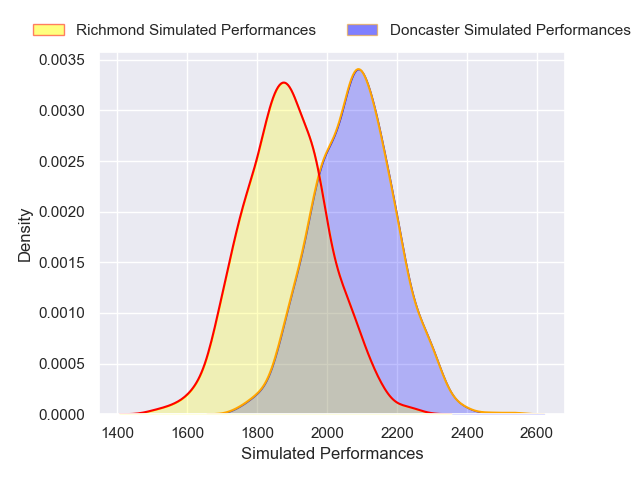 Richmond Simulated Performances
Doncaster Simulated Performances
0.0035
0.0030
0.0025
0.0020
0.0015
0.0010
0.0005
0.0000
Density
1400 1600 1800 2000 2200 2400 2600
Simulated Performances